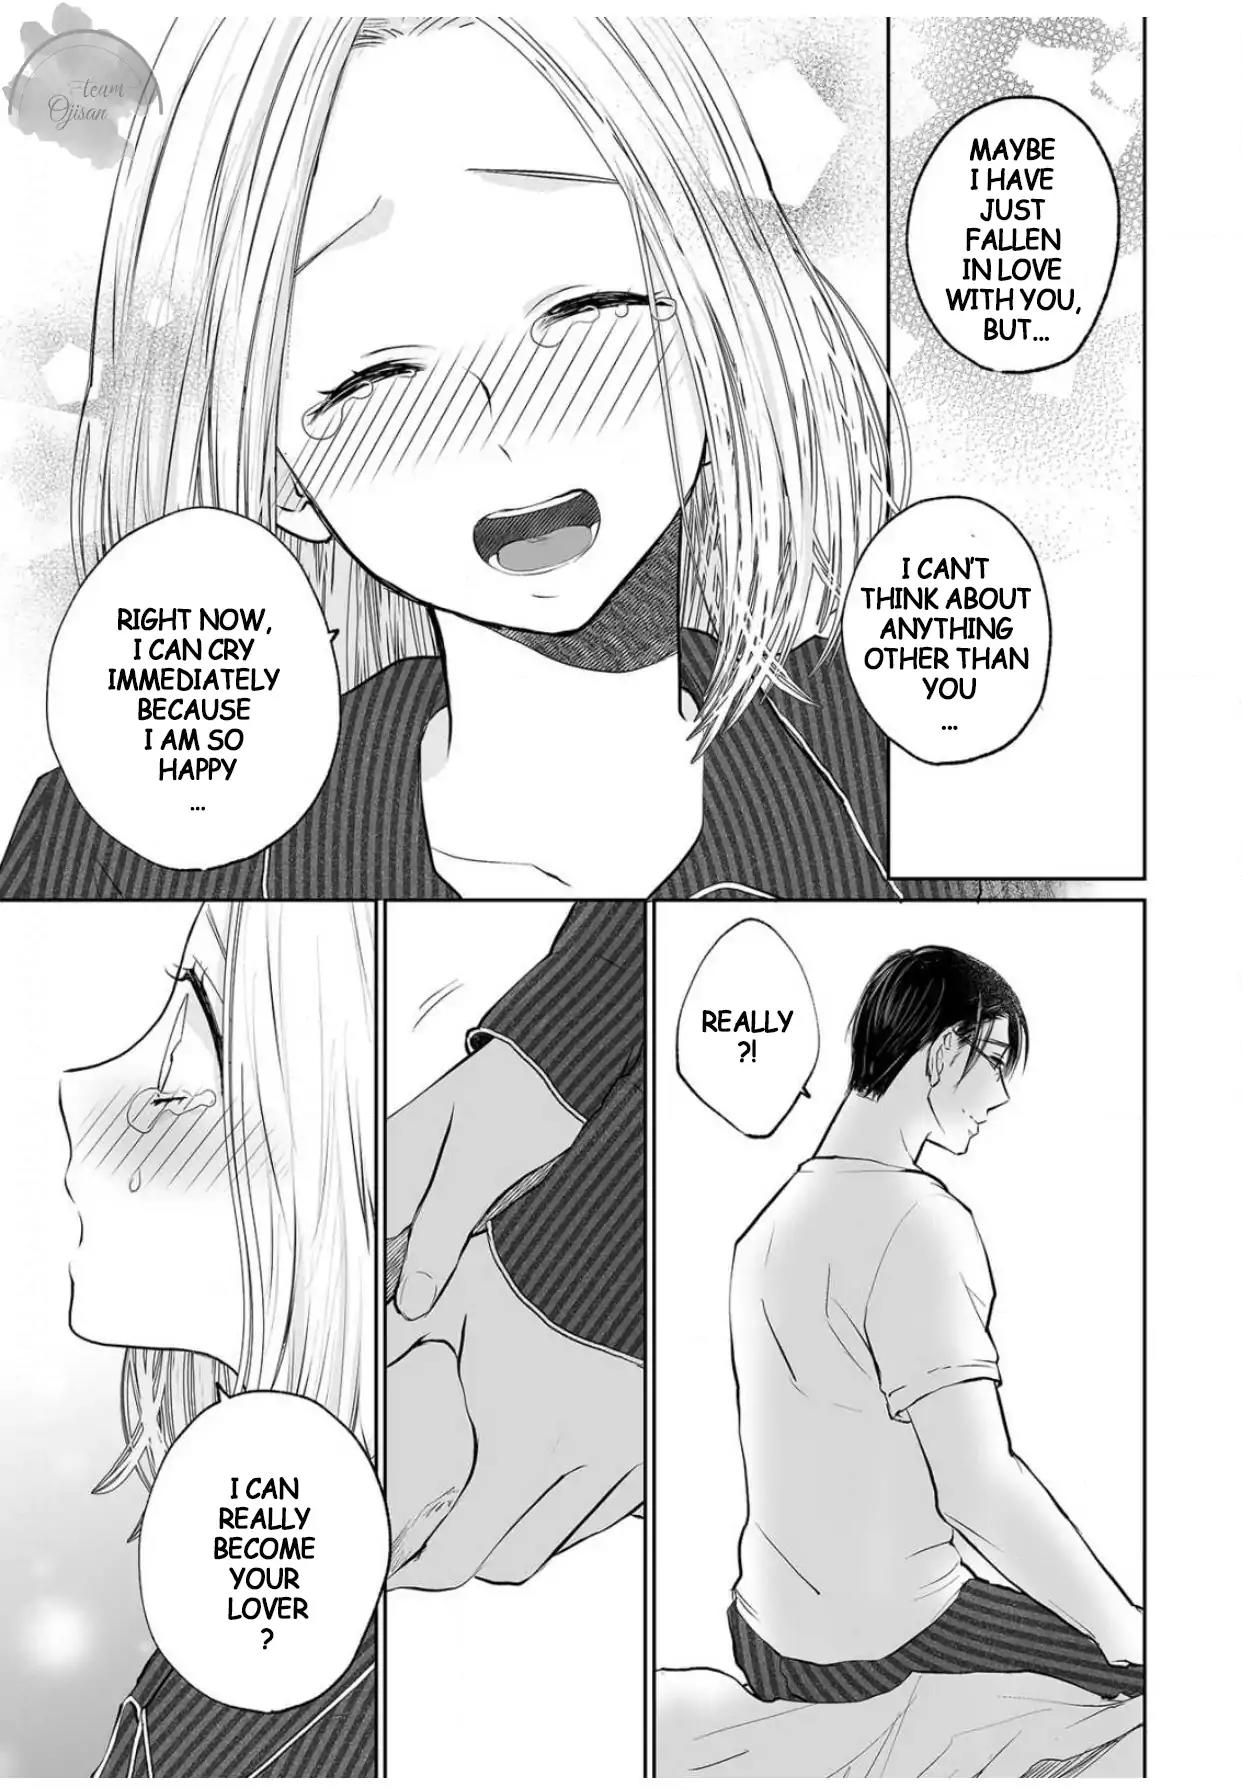 -team-
Ojisan
MAYBE
I HAVE
JUST
FALLEN
IN LOVE
WITH YOU,
BUT...
I CAN'T
THINK ABOUT
ANYTHING
OTHER THAN
YOU
...
RIGHT NOW,
I CAN CRY
IMMEDIATELY
BECAUSE
I AM SO
HAPPY
...
REALLY
?!
I CAN
REALLY
BECOME
YOUR
LOVER
?